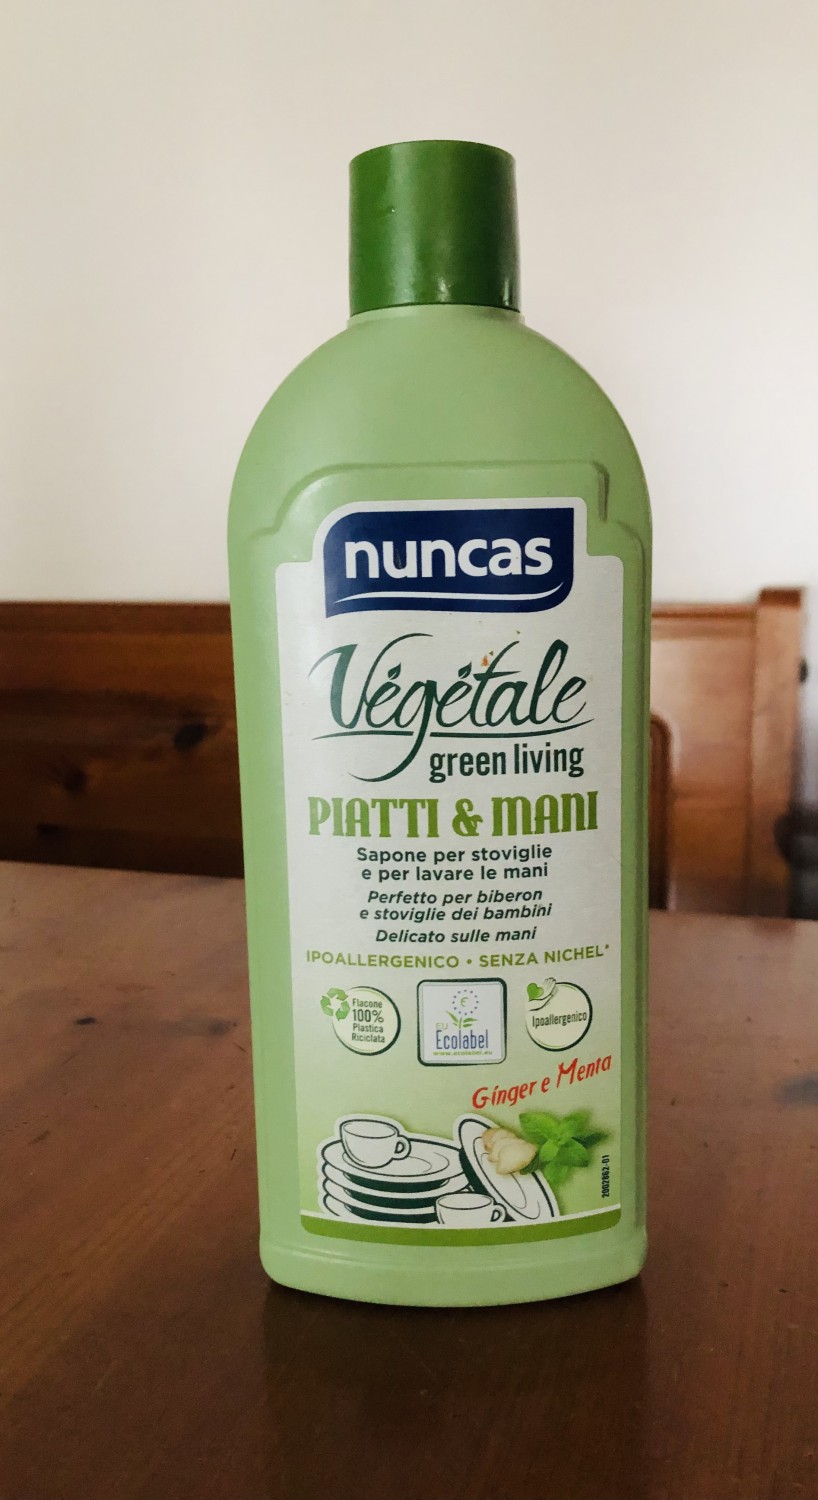 nuncas
Végétale
green living
PIATTI & MANI
Sapone per stoviglie
e per lavare le mani
Perfetto per biberon
e stoviglie dei bambini
Delicato sulle mani
IPOALLERGENICO • SENZA NICHEL*
Flacone
100%
Plastica
Riciclata
EU
Ecolabel
www.ecolabel.eu
Ipoallergenico
Ginger e Menta
2002862-01